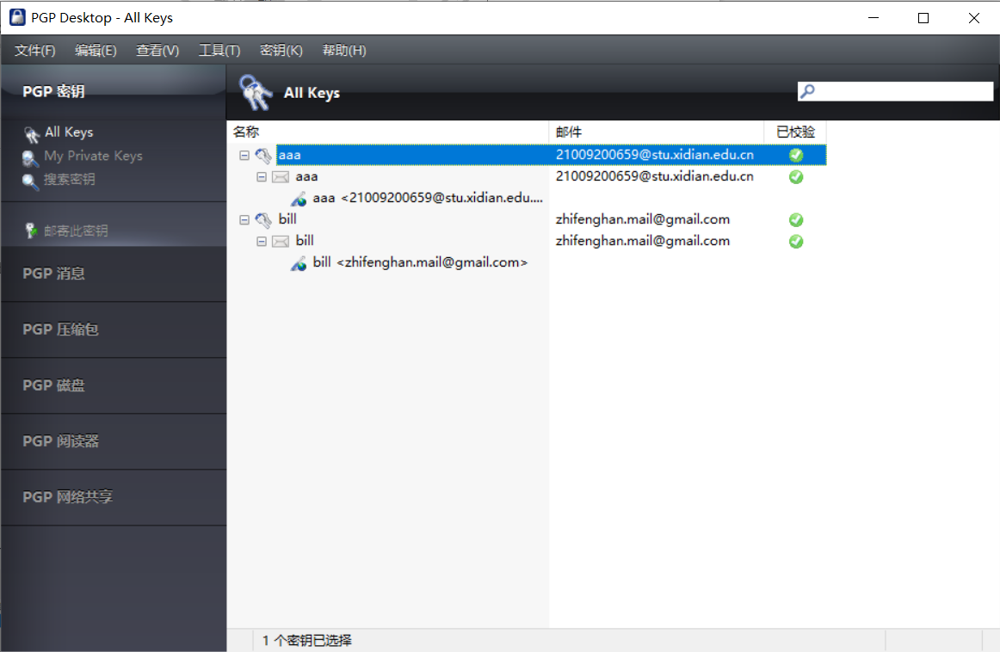 PGP Desktop - All Keys
文件(F) 编辑(E) 查看(V) 工具(T) 密钥(K) 帮助(H)
PGP 密钥
All Keys
All Keys
My Private Keys
搜索密钥
邮寄此密钥
PGP 消息
PGP 压缩包
PGP 磁盘
PGP 阅读器
PGP 网络共享
名称 邮件 已校验
aaa 21009200659@stu.xidian.edu.cn
aaa 21009200659@stu.xidian.edu.cn
aaa <21009200659@stu.xidian.edu....
bill zhifenghan.mail@gmail.com
bill zhifenghan.mail@gmail.com
bill <zhifenghan.mail@gmail.com>
1 个密钥已选择